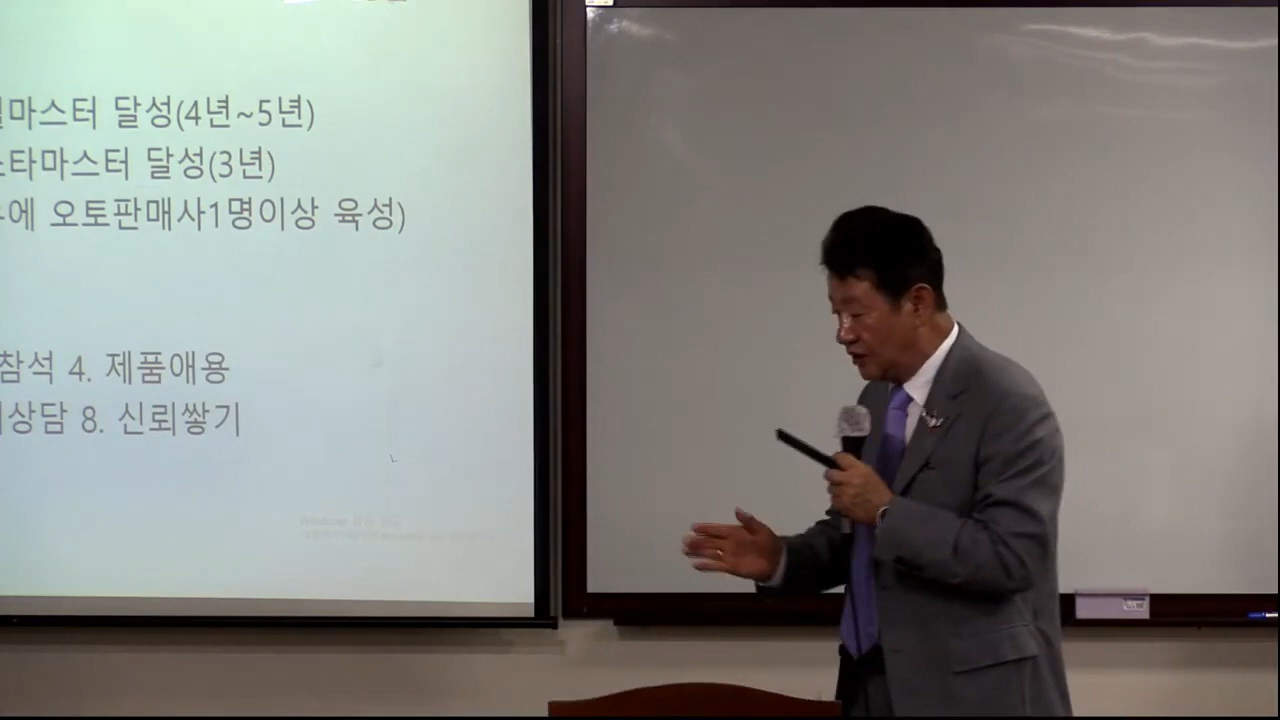 마스터 달성(4년~5년)
타마스터 달성(3년)
에 오토판매사1명이상 육성)
참석 4. 제품애용
상담 8. 신뢰쌓기
Windows